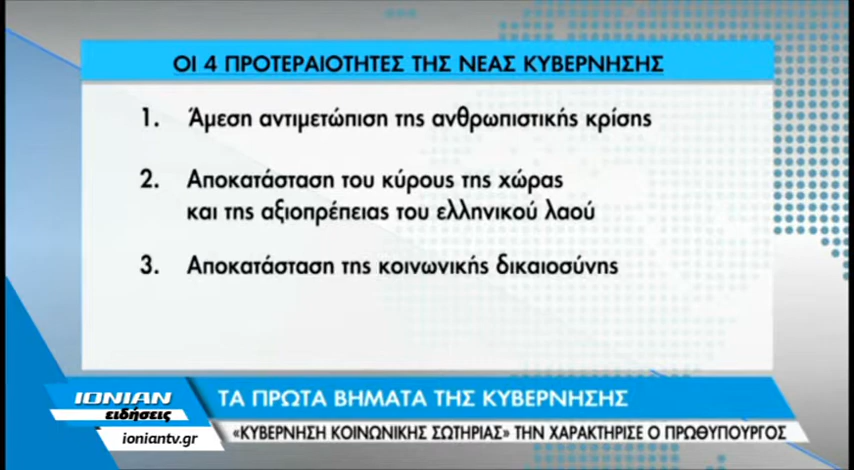 ΟΙ 4 ΠΡΟΤΕΡΑΙΟΤΗΤΕΣ ΤΗΣ ΝΕΑΣ ΚΥΒΕΡΝΗΣΗΣ
1. Άμεση αντιμετώπιση της ανθρωπιστικής κρίσης
2. Αποκατάσταση του κύρους της χώρας
και της αξιοπρέπειας του ελληνικού λαού
3. Αποκατάσταση της κοινωνικής δικαιοσύνης
IONIAN
ειδήσεις
ioniantv.gr
ΤΑ ΠΡΩΤΑ ΒΗΜΑΤΑ ΤΗΣ ΚΥΒΕΡΝΗΣΗΣ
«ΚΥΒΕΡΝΗΣΗ ΚΟΙΝΩΝΙΚΗΣ ΣΩΤΗΡΙΑΣ» ΤΗΝ ΧΑΡΑΚΤΗΡΙΣΕ Ο ΠΡΩΘΥΠΟΥΡΓΟΣ